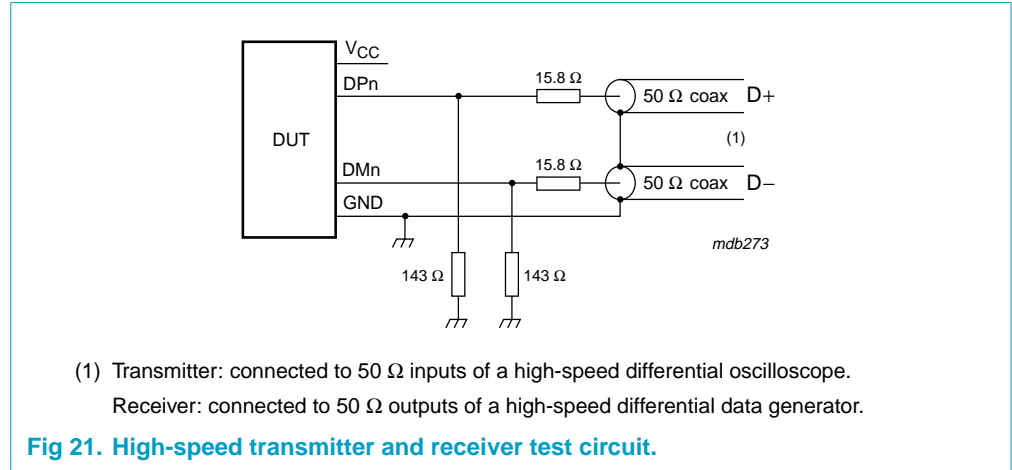 VCC
DPn
15.8 Ω
50 Ω coax D+
DUT
(1)
15.8 Ω
DMn
50 Ω coax D−
GND
mdb273
143 Ω 143 Ω
(1) Transmitter: connected to 50 Ω inputs of a high-speed differential oscilloscope.
Receiver: connected to 50 Ω outputs of a high-speed differential data generator.
Fig 21. High-speed transmitter and receiver test circuit.